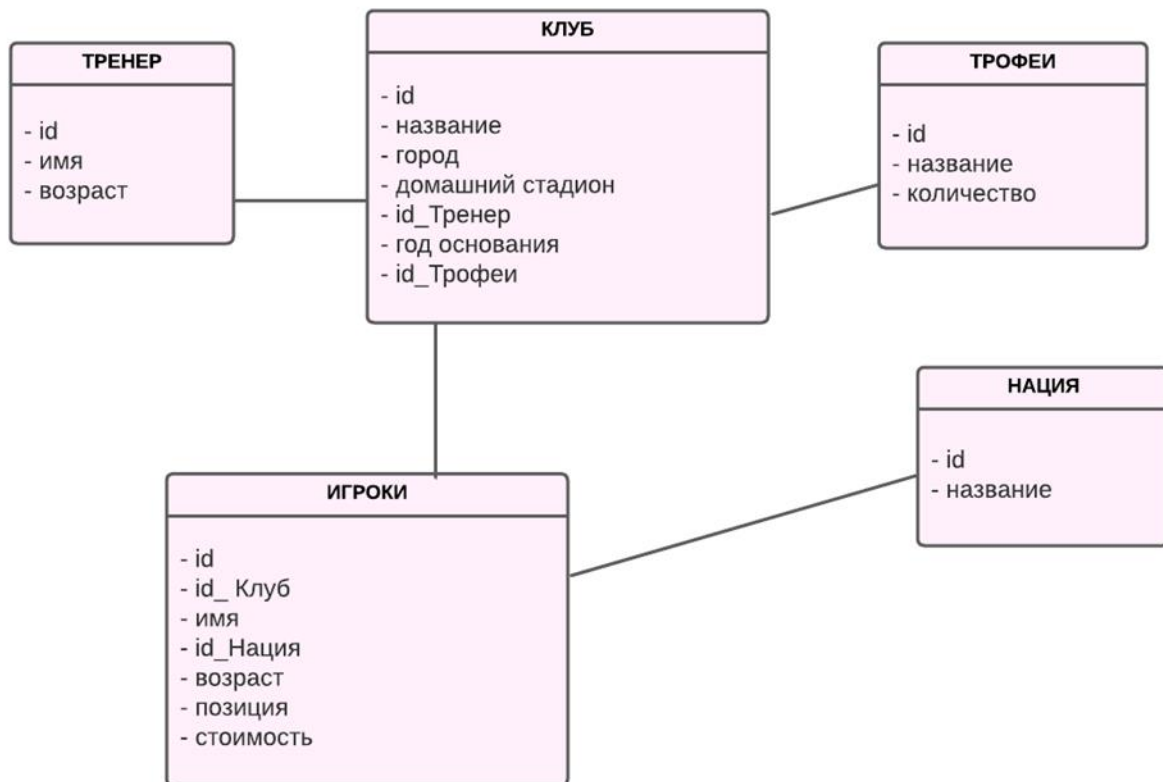 ТРЕНЕР
- id
- имя
- возраст
КЛУБ
- id
- название
- город
- домашний стадион
- id_Тренер
- год основания
- id_Трофеи
ТРОФЕИ
- id
- название
- количество
НАЦИЯ
- id
- название
ИГРОКИ
- id
- id_ Клуб
- имя
- id_Нация
- возраст
- позиция
- стоимость